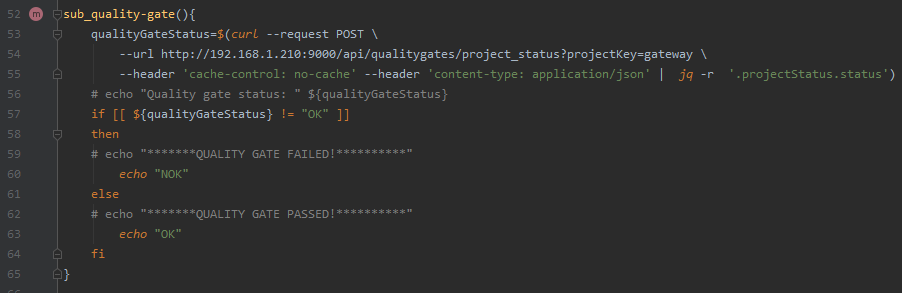 52 m sub_quality-gate(){
53 qualityGateStatus=$(curl --request POST \
54 --url http://192.168.1.210:9000/api/qualitygates/project_status?projectKey=gateway \
55 --header 'cache-control: no-cache' --header 'content-type: application/json' |  jq -r  '.projectStatus.status')
56 # echo "Quality gate status: " ${qualityGateStatus}
57 if [[ ${qualityGateStatus} != "OK" ]]
58 then
59 # echo "*******QUALITY GATE FAILED!**********"
60 echo "NOK"
61 else
62 # echo "*******QUALITY GATE PASSED!**********"
63 echo "OK"
64 fi
65 }
66